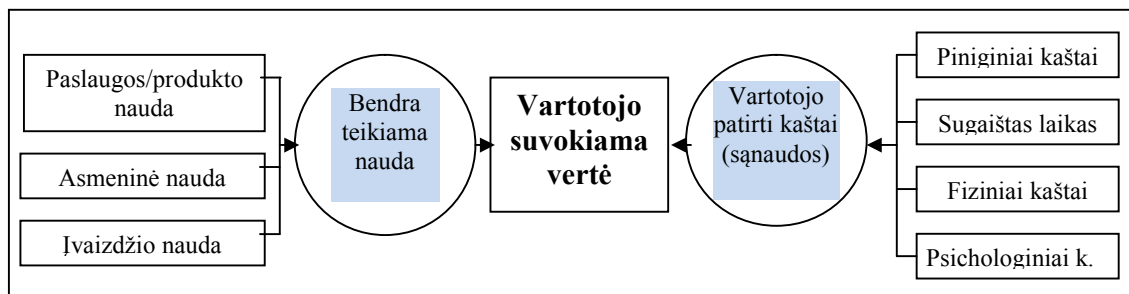 Paslaugos/produkto
nauda
Asmeninė nauda
Įvaizdžio nauda
Bendra
teikiama
nauda
Vartotojo
suvokiama
vertė
Vartotojo
patirti kaštai
(sąnaudos)
Piniginiai kaštai
Sugaištas laikas
Fiziniai kaštai
Psichologiniai k.